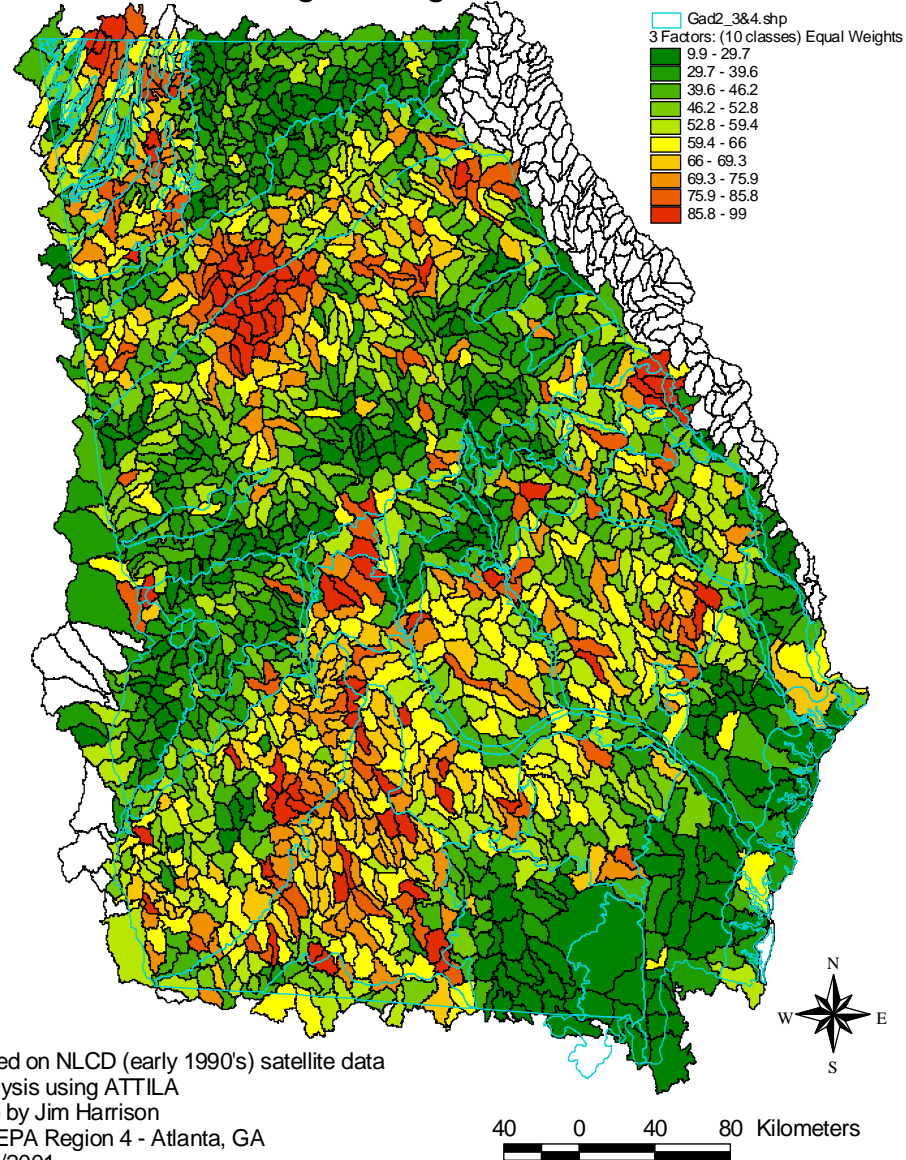 Gad2_3&4.shp
3 Factors: (10 classes) Equal Weights
9.9 - 29.7
29.7 - 39.6
39.6 - 46.2
46.2 - 52.8
52.8 - 59.4
59.4 - 66
66 - 69.3
69.3 - 75.9
75.9 - 85.8
85.8 - 99
N
W E
S
ed on NLCD (early 1990's) satellite data
lysis using ATTILA
by Jim Harrison
EPA Region 4 - Atlanta, GA
/2001
40 0 40 80 Kilometers